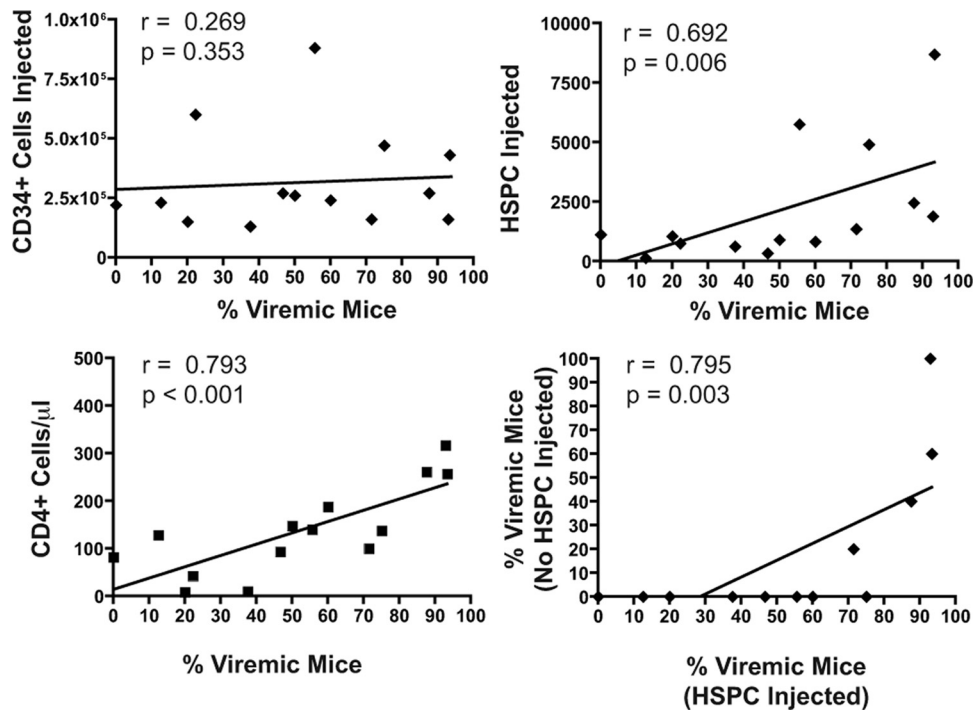 r = 0.269
p = 0.353
CD34+ Cells Injected
1.0x10⁶
7.5x10⁵
5.0x10⁵
2.5x10⁵
0
0 10 20 30 40 50 60 70 80 90 100
% Viremic Mice
r = 0.692
p = 0.006
HSPC Injected
10000
7500
5000
2500
0
0 10 20 30 40 50 60 70 80 90 100
% Viremic Mice
r = 0.793
p < 0.001
CD4+ Cells/µl
500
400
300
200
100
0
0 10 20 30 40 50 60 70 80 90 100
% Viremic Mice
r = 0.795
p = 0.003
% Viremic Mice
(No HSPC Injected)
100
90
80
70
60
50
40
30
20
10
0
0 10 20 30 40 50 60 70 80 90 100
% Viremic Mice
(HSPC Injected)